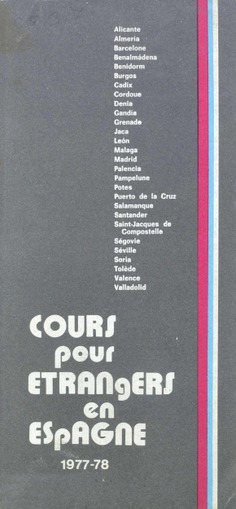 Alicante
Almeria
Barcelone
Benalmádena
Benidorm
Burgos
Cadix
Cordoue
Denia
Gandia
Grenade
Jaca
León
Malaga
Madrid
Palencia
Pampelune
Potes
Puerto de la Cruz
Salamanque
Santander
Saint-Jacques de
Compostelle
Ségovie
Séville
Soria
Tolède
Valence
Valladolid
COURS
pour
ETRANgERS
en
ESpAGNE
1977-78